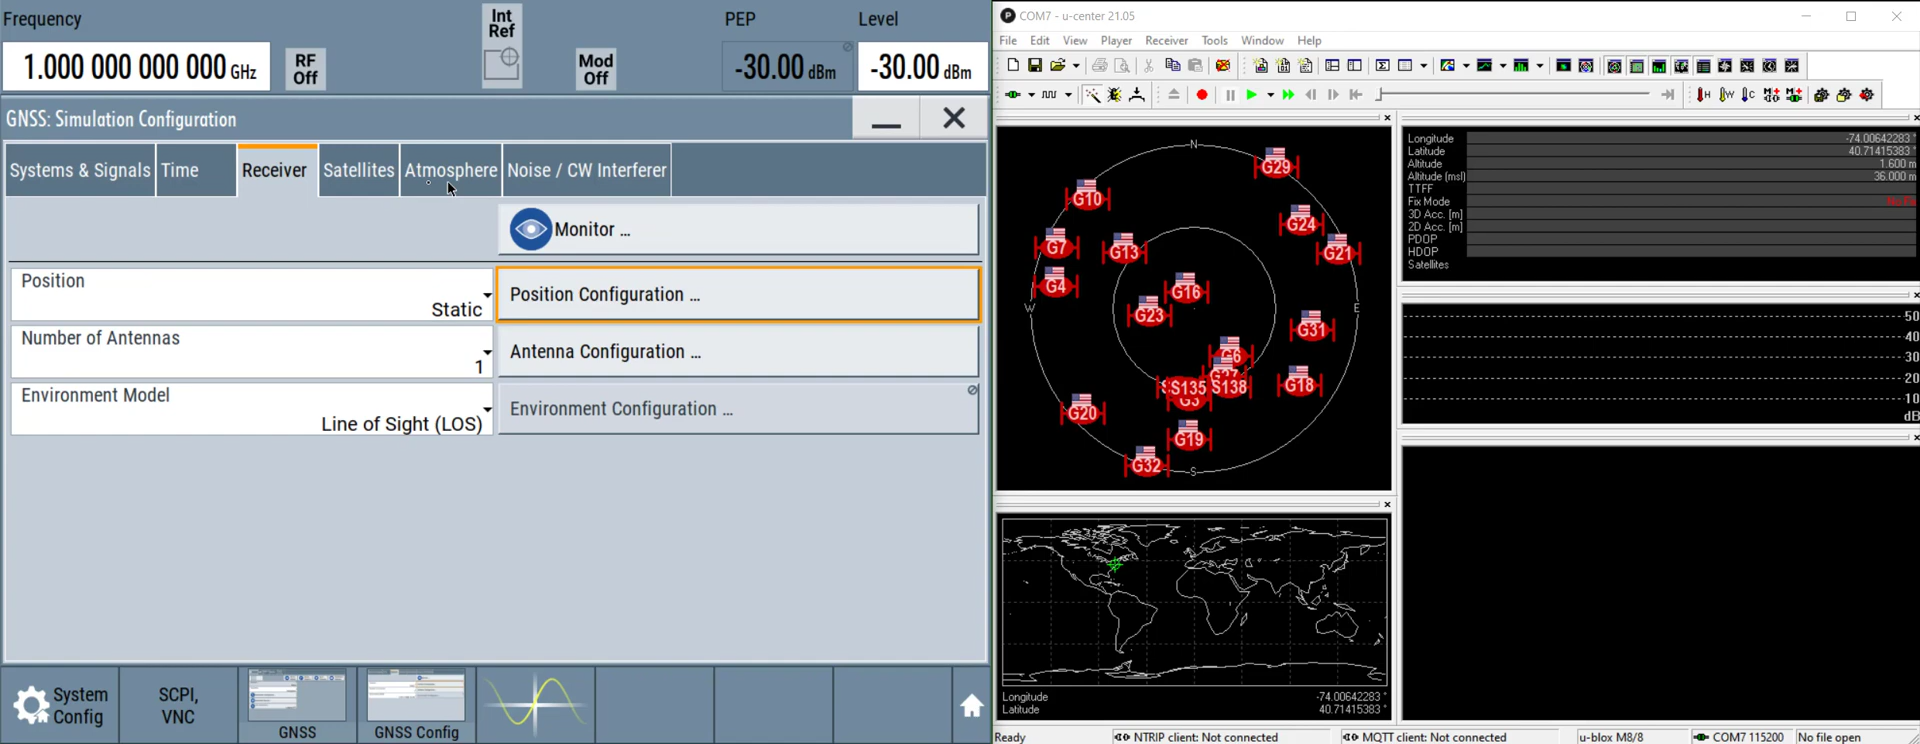 Frequency
1.000 000 000 000 GHz
RF
Off
Int
Ref
Mod
Off
PEP
-30.00 dBm
Level
-30.00 dBm
GNSS: Simulation Configuration
Systems & Signals
Time
Receiver
Satellites
Atmosphere
Noise / CW Interferer
Monitor ...
Position
Static
Position Configuration ...
Number of Antennas
1
Antenna Configuration ...
Environment Model
Line of Sight (LOS)
Environment Configuration ...
System
Config
SCPI,
VNC
GNSS
GNSS Config
COM7 - u-center 21.05
File Edit View Player Receiver Tools Window Help
N
G29
G10
G24
G7
G13
G21
G4
G16
W
E
G23
G31
G6
S135
S138
G18
G3
G20
G19
G32
S
Longitude -74.00642283 °
Latitude 40.71415383 °
Longitude -74.00642283
Latitude 40.71415383
Altitude 1.600 m
Altitude (msl) 36.000 m
TTFF
Fix Mode
3D Acc. [m]
2D Acc. [m]
PDOP
HDOP
Satellites
50
40
30
20
10
dB
Ready
NTRIP client: Not connected
MQTT client: Not connected
u-blox M8/8
COM7 115200
No file open